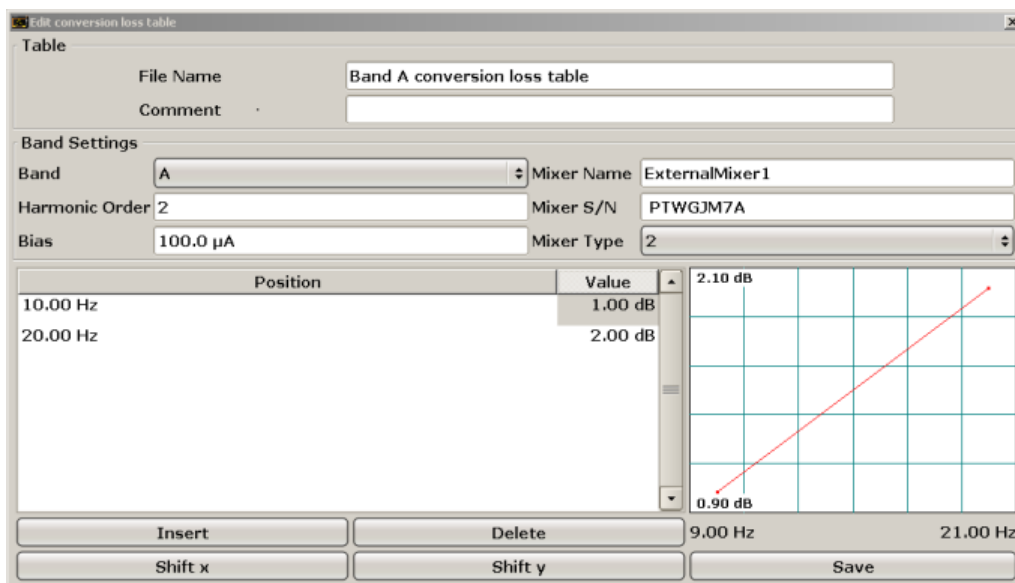 Edit conversion loss table
Table
File Name Band A conversion loss table
Comment
Band Settings
Band A Mixer Name ExternalMixer1
Harmonic Order 2 Mixer S/N PTWGJM7A
Bias 100.0 µA Mixer Type 2
Position Value
10.00 Hz 1.00 dB
20.00 Hz 2.00 dB
2.10 dB
0.90 dB
9.00 Hz 21.00 Hz
Insert Delete
Shift x Shift y Save